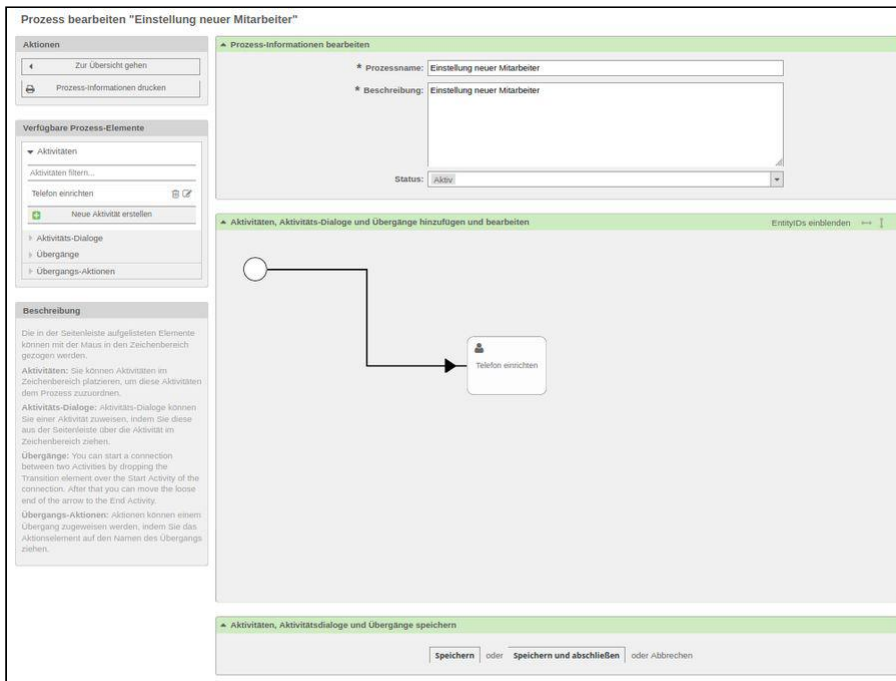 Prozess bearbeiten "Einstellung neuer Mitarbeiter"
Aktionen
Zur Übersicht gehen
Prozess-Informationen drucken
Verfügbare Prozess-Elemente
Aktivitäten
Aktivitäten filtern...
Telefon einrichten
Neue Aktivität erstellen
Aktivitäts-Dialoge
Übergänge
Übergangs-Aktionen
Beschreibung
Die in der Seitenleiste aufgelisteten Elemente
können mit der Maus in den Zeichenbereich
gezogen werden.
Aktivitäten: Sie können Aktivitäten im
Zeichenbereich platzieren, um diese Aktivitäten
dem Prozess zuzuordnen.
Aktivitäts-Dialoge: Aktivitäts-Dialoge können
Sie einer Aktivität zuweisen, indem Sie diese
aus der Seitenleiste über die Aktivität im
Zeichenbereich ziehen.
Übergänge: You can start a connection
between two Activities by dropping the
Transition element over the Start Activity of the
connection. After that you can move the loose
end of the arrow to the End Activity.
Übergangs-Aktionen: Aktionen können einem
Übergang zugeweisen werden, indem Sie das
Aktionselement auf den Namen des Übergangs
ziehen.
Prozess-Informationen bearbeiten
* Prozessname: Einstellung neuer Mitarbeiter
* Beschreibung: Einstellung neuer Mitarbeiter
Status: Aktiv
Aktivitäten, Aktivitäts-Dialoge und Übergänge hinzufügen und bearbeiten EntityIDs einblenden
Telefon einrichten
Aktivitäten, Aktivitätsdialoge und Übergänge speichern
Speichern oder Speichern und abschließen oder Abbrechen